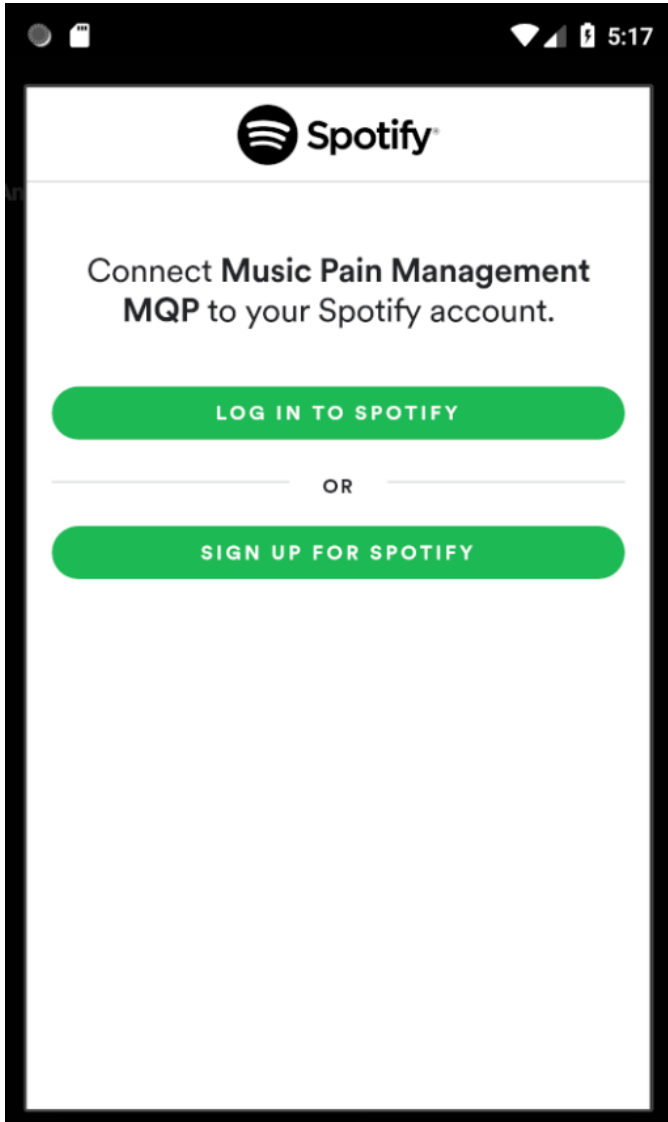 5:17
Spotify®
An
Connect Music Pain Management
MQP to your Spotify account.
LOG IN TO SPOTIFY
OR
SIGN UP FOR SPOTIFY